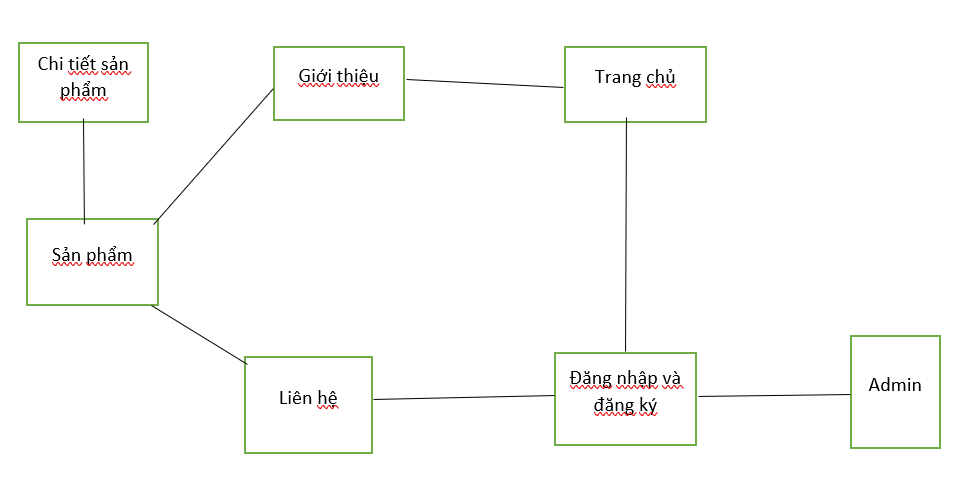 Chi tiết sản
phẩm
Giới thiệu
Trang chủ
Sản phẩm
Liên hệ
Đăng nhập và
đăng ký
Admin